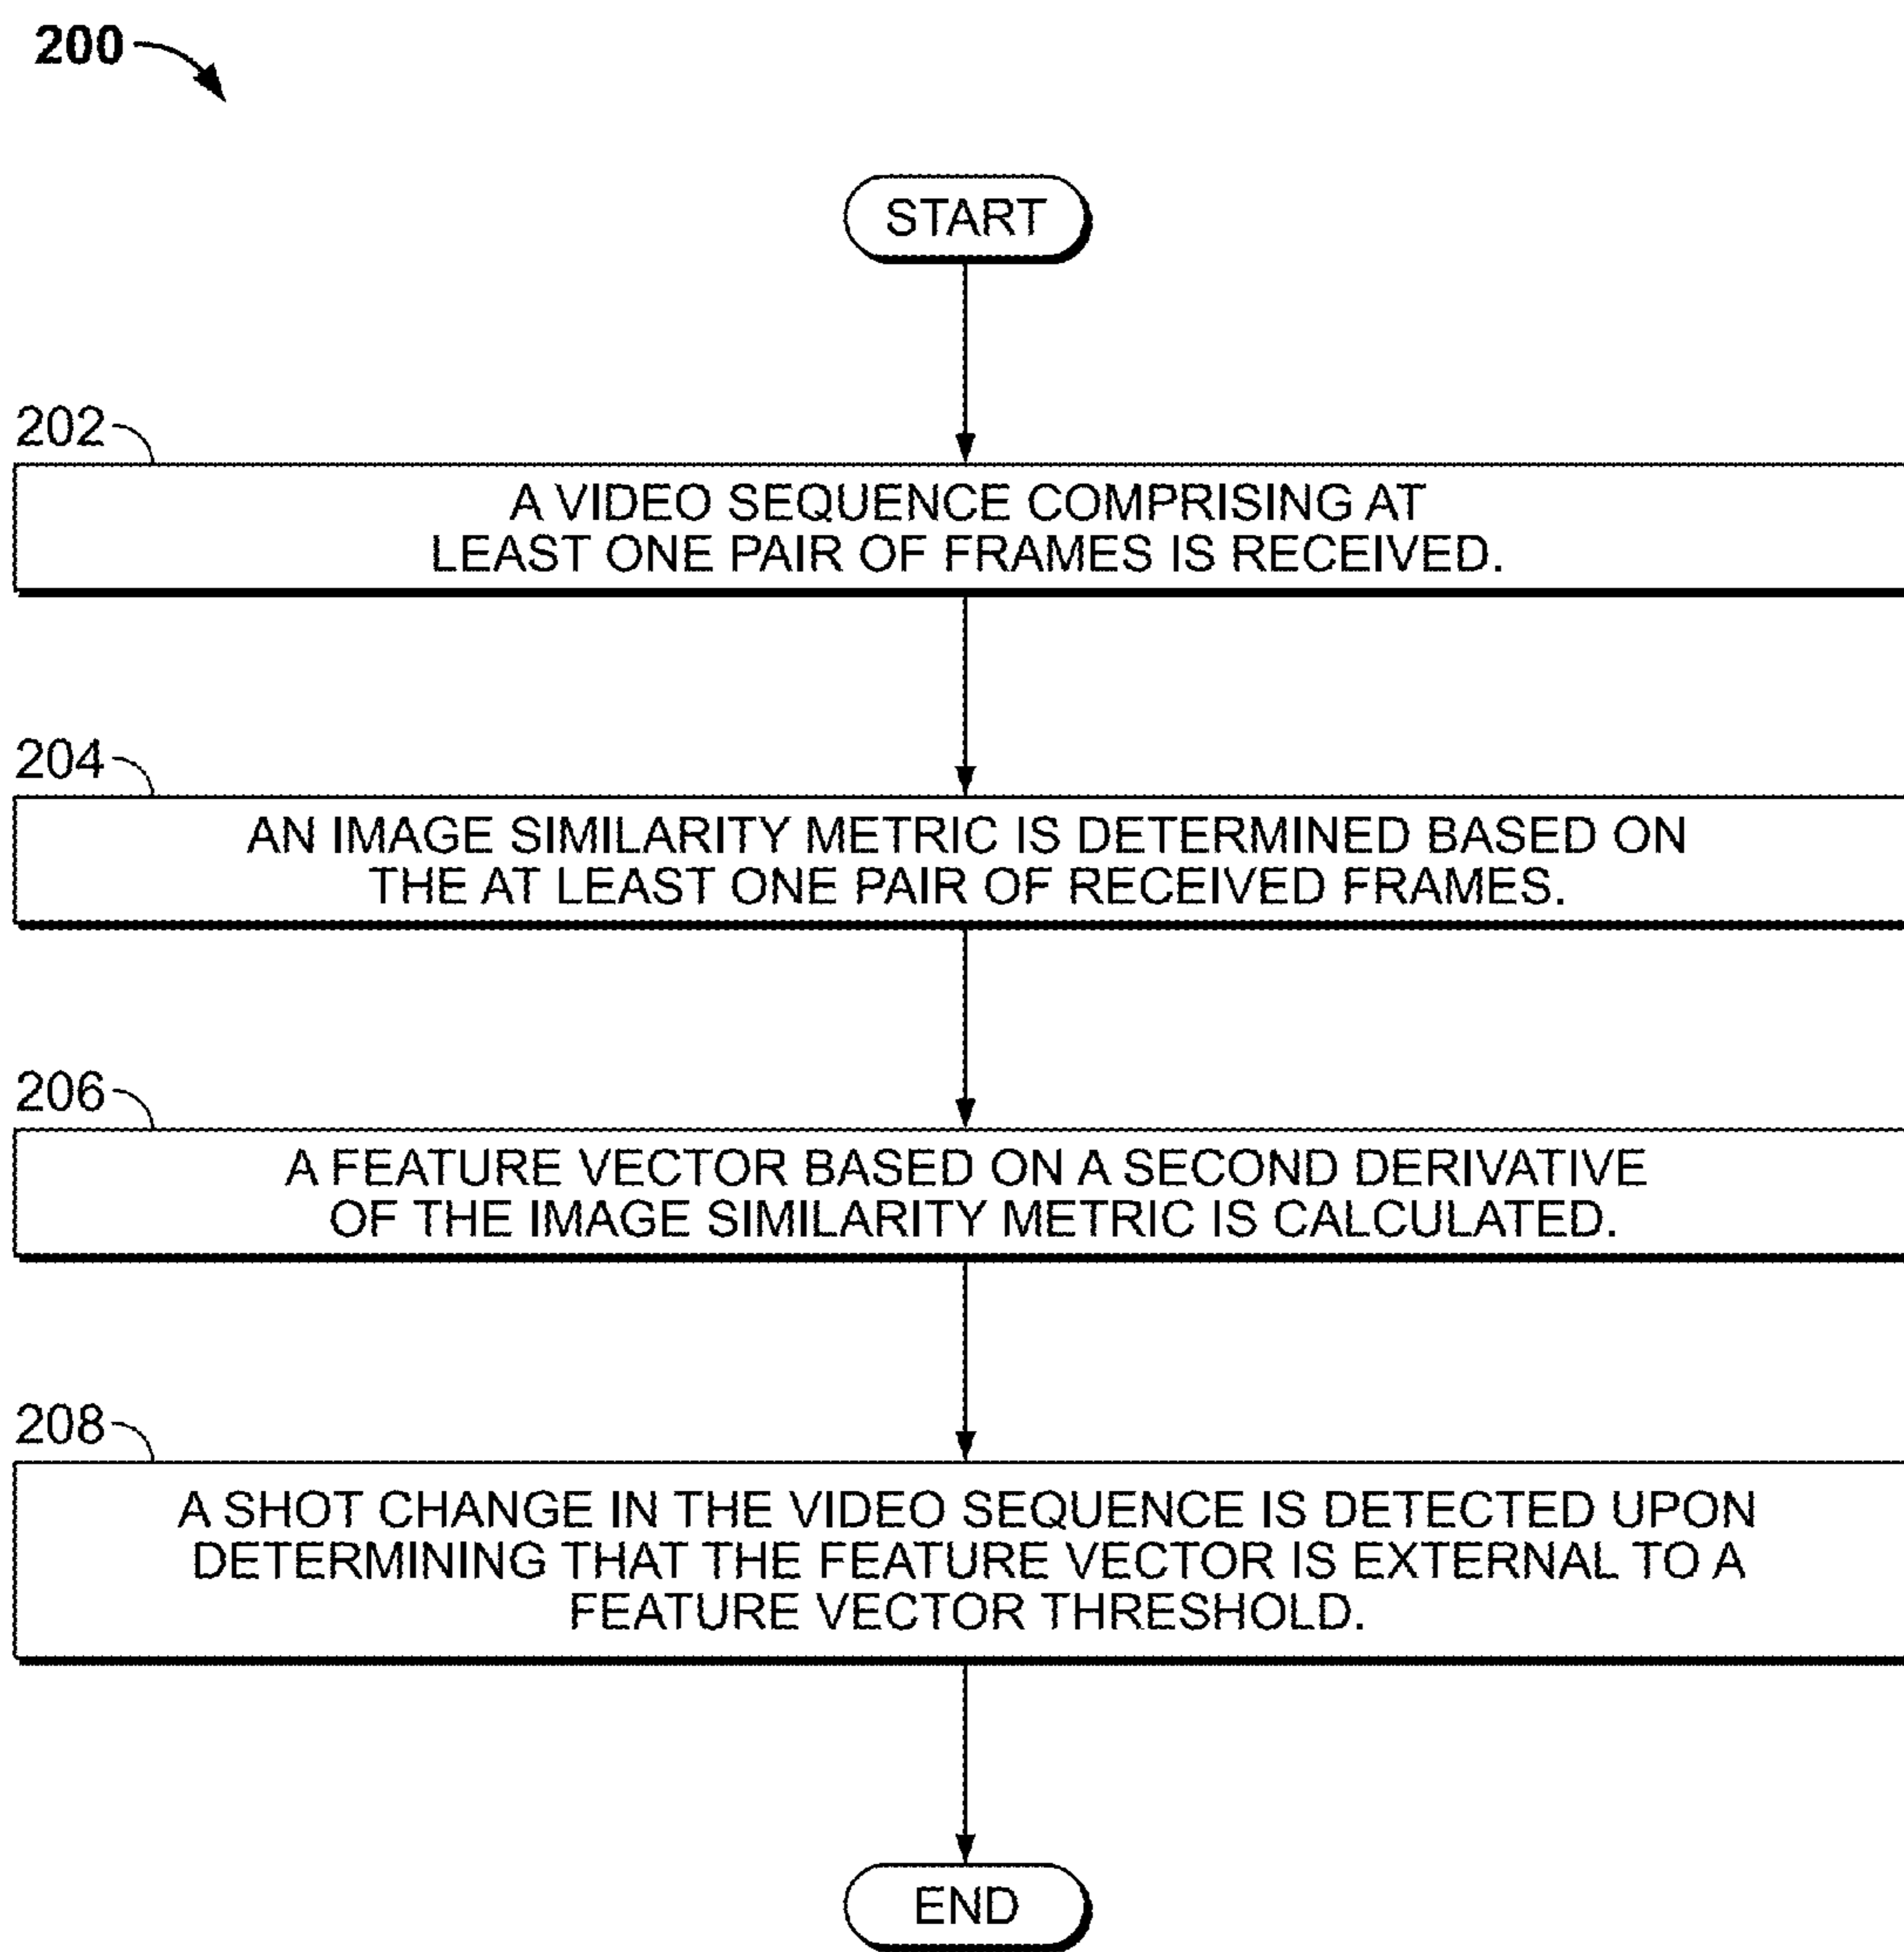 200
START
202
A VIDEO SEQUENCE COMPRISING AT
LEAST ONE PAIR OF FRAMES IS RECEIVED.
204
AN IMAGE SIMILARITY METRIC IS DETERMINED BASED ON
THE AT LEAST ONE PAIR OF RECEIVED FRAMES.
206
A FEATURE VECTOR BASED ON A SECOND DERIVATIVE
OF THE IMAGE SIMILARITY METRIC IS CALCULATED.
208
A SHOT CHANGE IN THE VIDEO SEQUENCE IS DETECTED UPON
DETERMINING THAT THE FEATURE VECTOR IS EXTERNAL TO A
FEATURE VECTOR THRESHOLD.
END